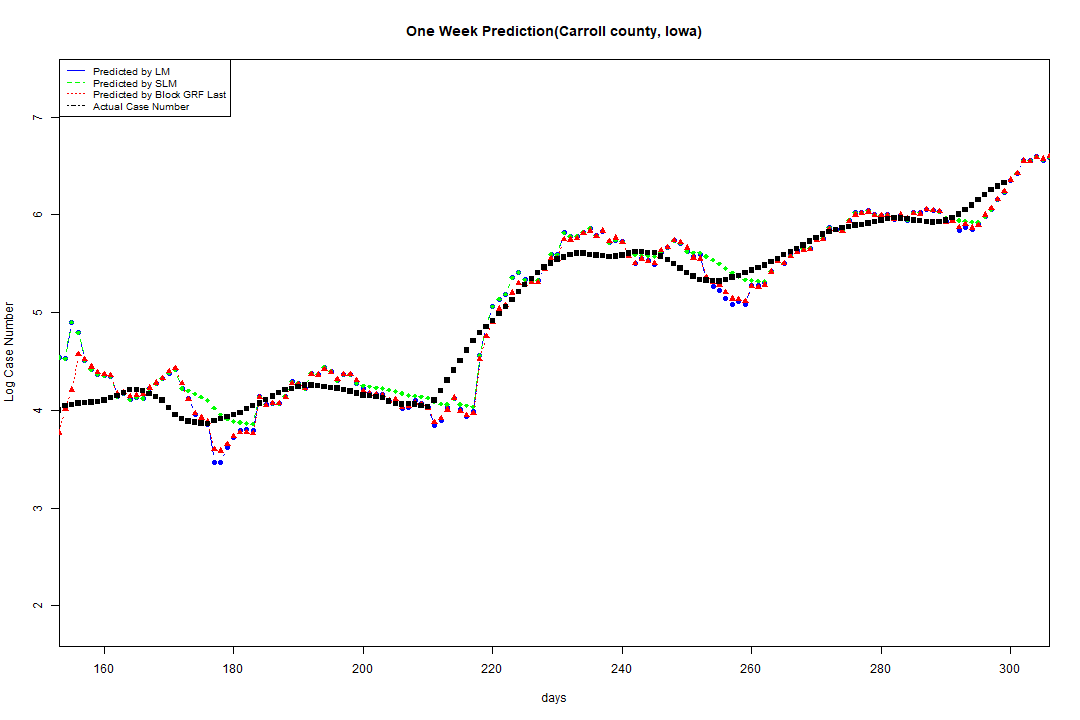 One Week Prediction(Carroll county, Iowa)
Predicted by LM
Predicted by SLM
Predicted by Block GRF Last
Actual Case Number
Log Case Number
7
6
5
4
3
2
160 180 200 220 240 260 280 300
days